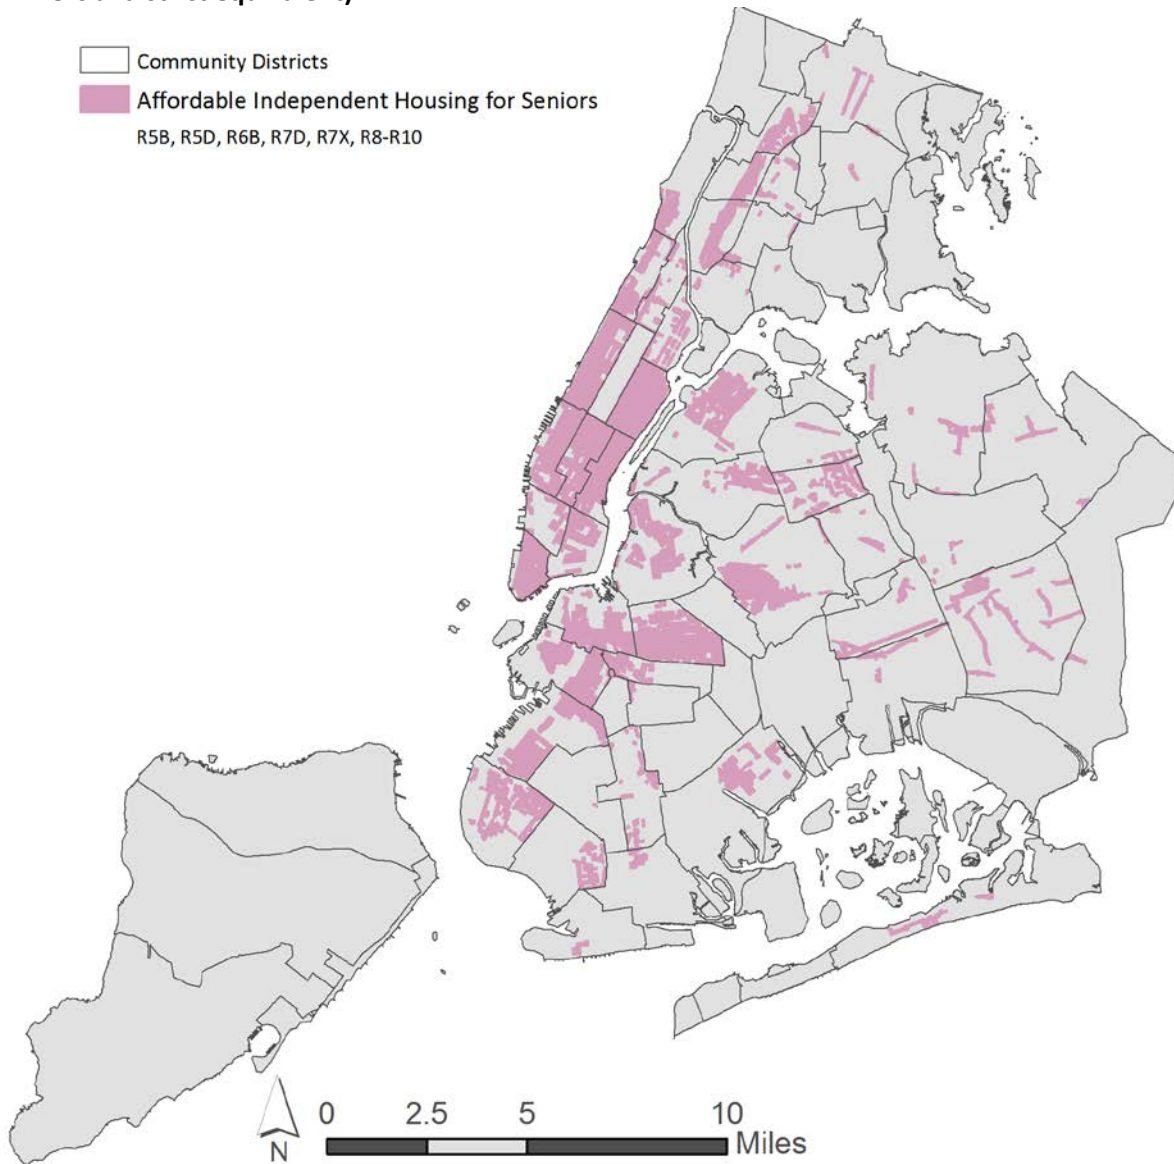 Community Districts
Affordable Independent Housing for Seniors
R5B, R5D, R6B, R7D, R7X, R8-R10
0 2.5 5 10
Miles
N